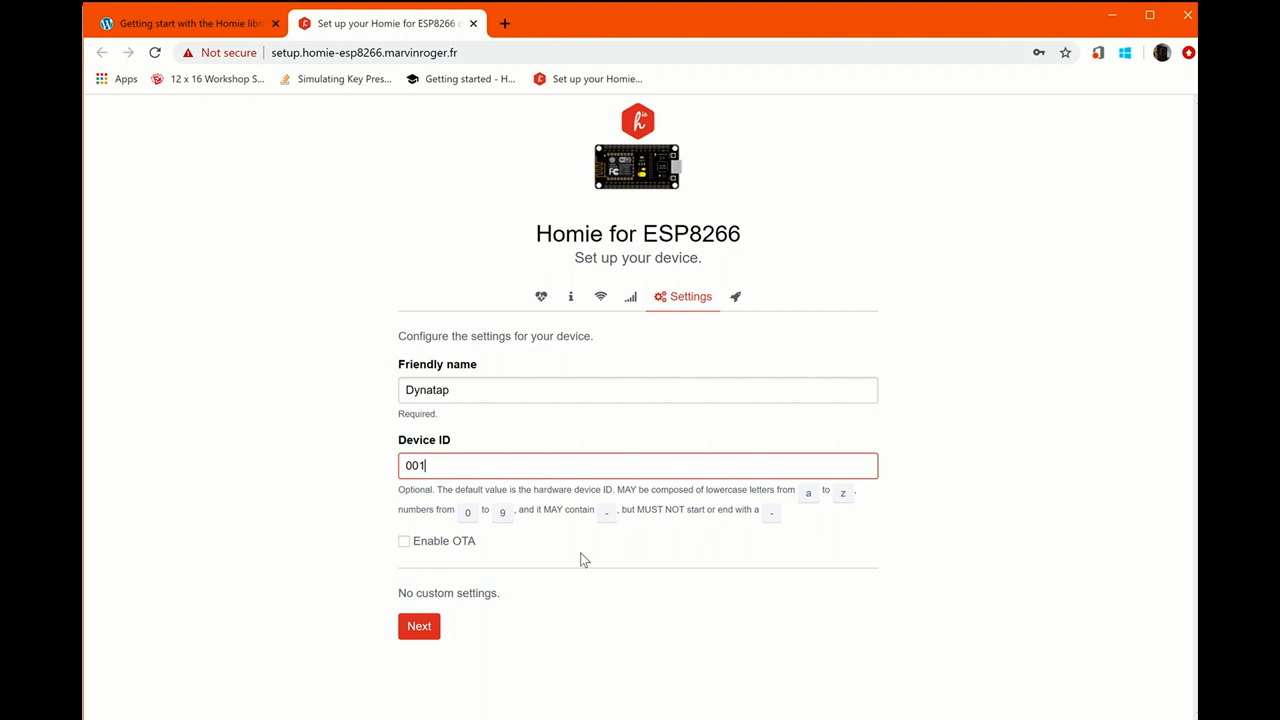 Getting start with the Homie libr
Set up your Homie for ESP8266 d
Not secure
setup.homie-esp8266.marvinroger.fr
Apps
12 x 16 Workshop S...
Simulating Key Pres...
Getting started - H...
Set up your Homie...
Homie for ESP8266
Set up your device.
Settings
Configure the settings for your device.
Friendly name
Dynatap
Required.
Device ID
001
Optional. The default value is the hardware device ID. MAY be composed of lowercase letters from a to z,
numbers from 0 to 9, and it MAY contain -, but MUST NOT start or end with a -
Enable OTA
No custom settings.
Next